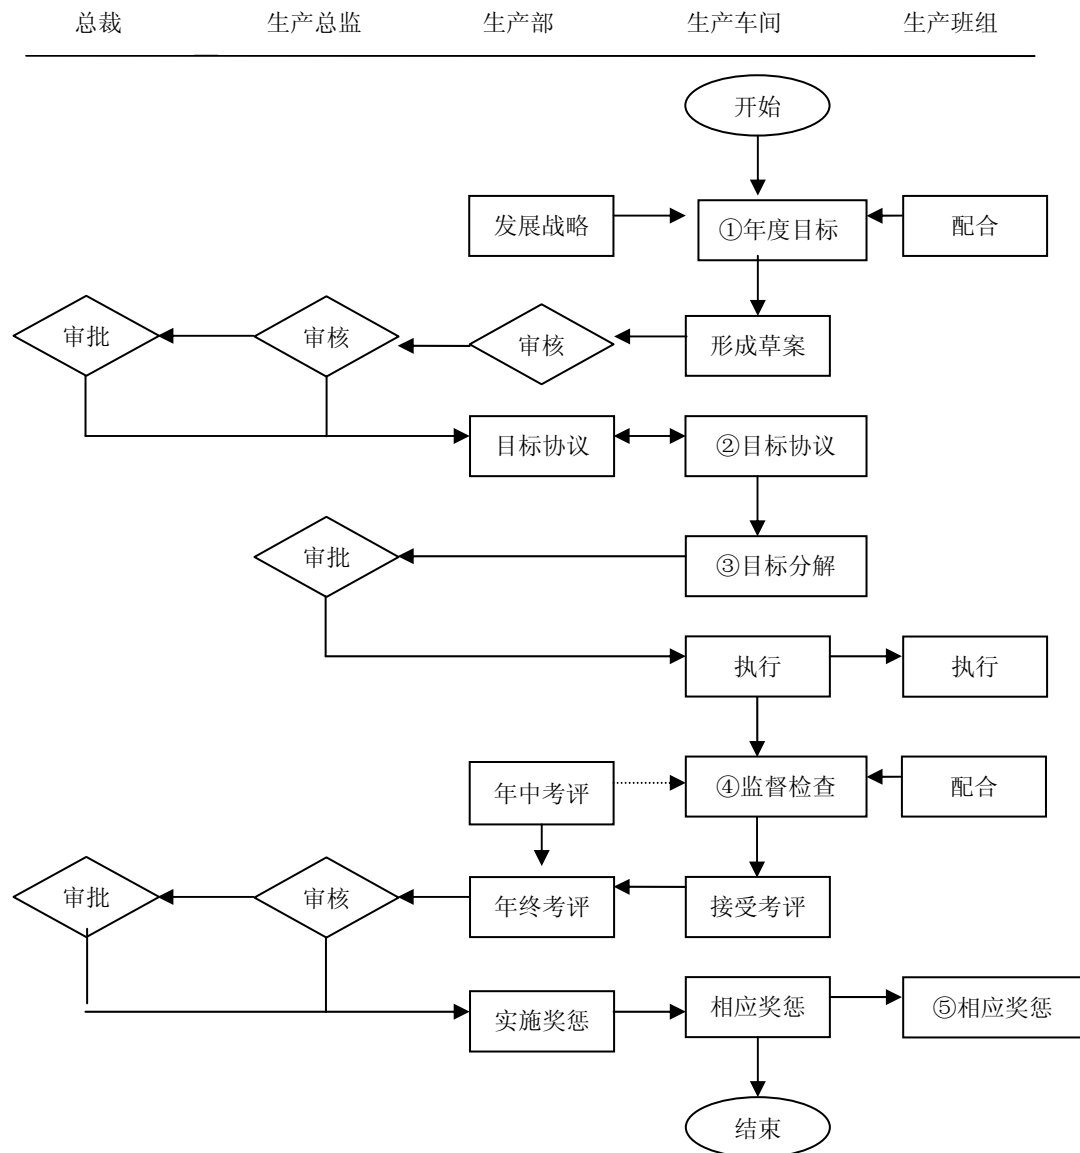 总裁 生产总监 生产部 生产车间 生产班组
开始
发展战略 ①年度目标 配合
审批 审核 审核 形成草案
目标协议 ②目标协议
审批 ③目标分解
执行 执行
年中考评 ④监督检查 配合
审批 审核 年终考评 接受考评
实施奖惩 相应奖惩 ⑤相应奖惩
结束